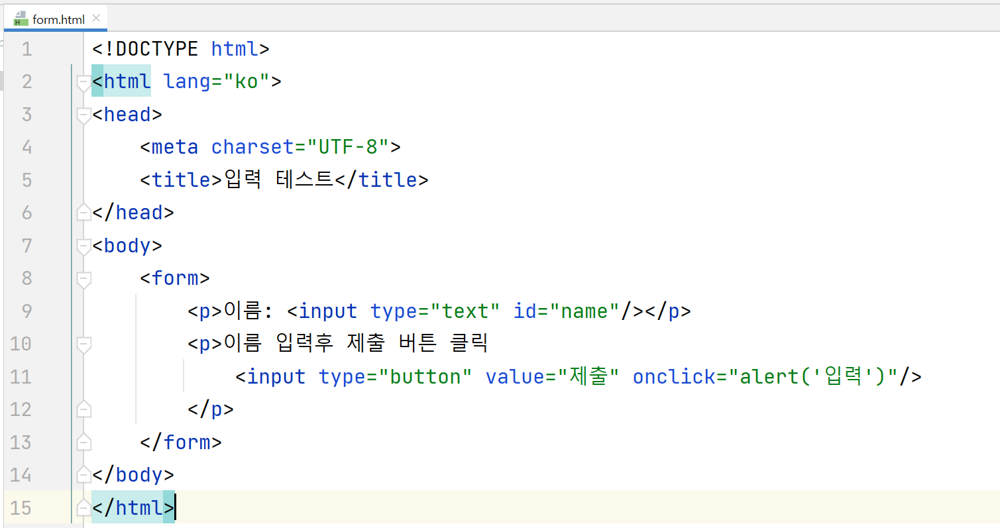 form.html
1 <!DOCTYPE html>
2 <html lang="ko">
3 <head>
4     <meta charset="UTF-8">
5     <title>입력 테스트</title>
6 </head>
7 <body>
8     <form>
9         <p>이름: <input type="text" id="name"/></p>
10         <p>이름 입력후 제출 버튼 클릭
11             <input type="button" value="제출" onclick="alert('입력')"/>
12         </p>
13     </form>
14 </body>
15 </html>